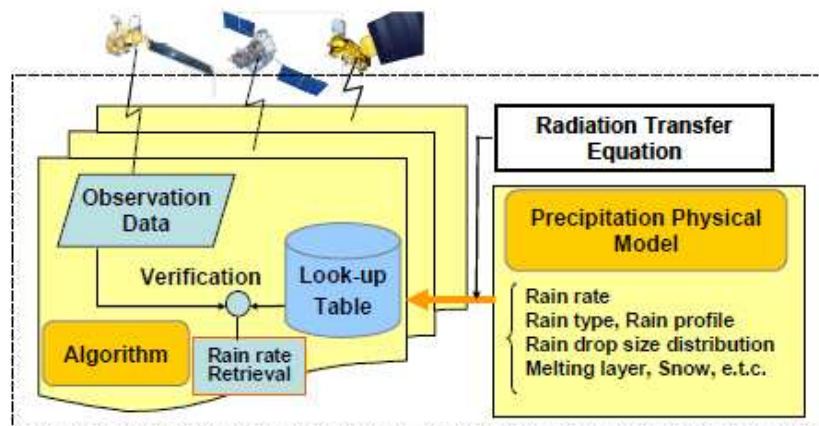 Radiation Transfer
Equation
Observation
Data
Verification
Look-up
Table
Algorithm
Rain rate
Retrieval
Precipitation Physical
Model
Rain rate
Rain type, Rain profile
Rain drop size distribution
Melting layer, Snow, e.t.c.